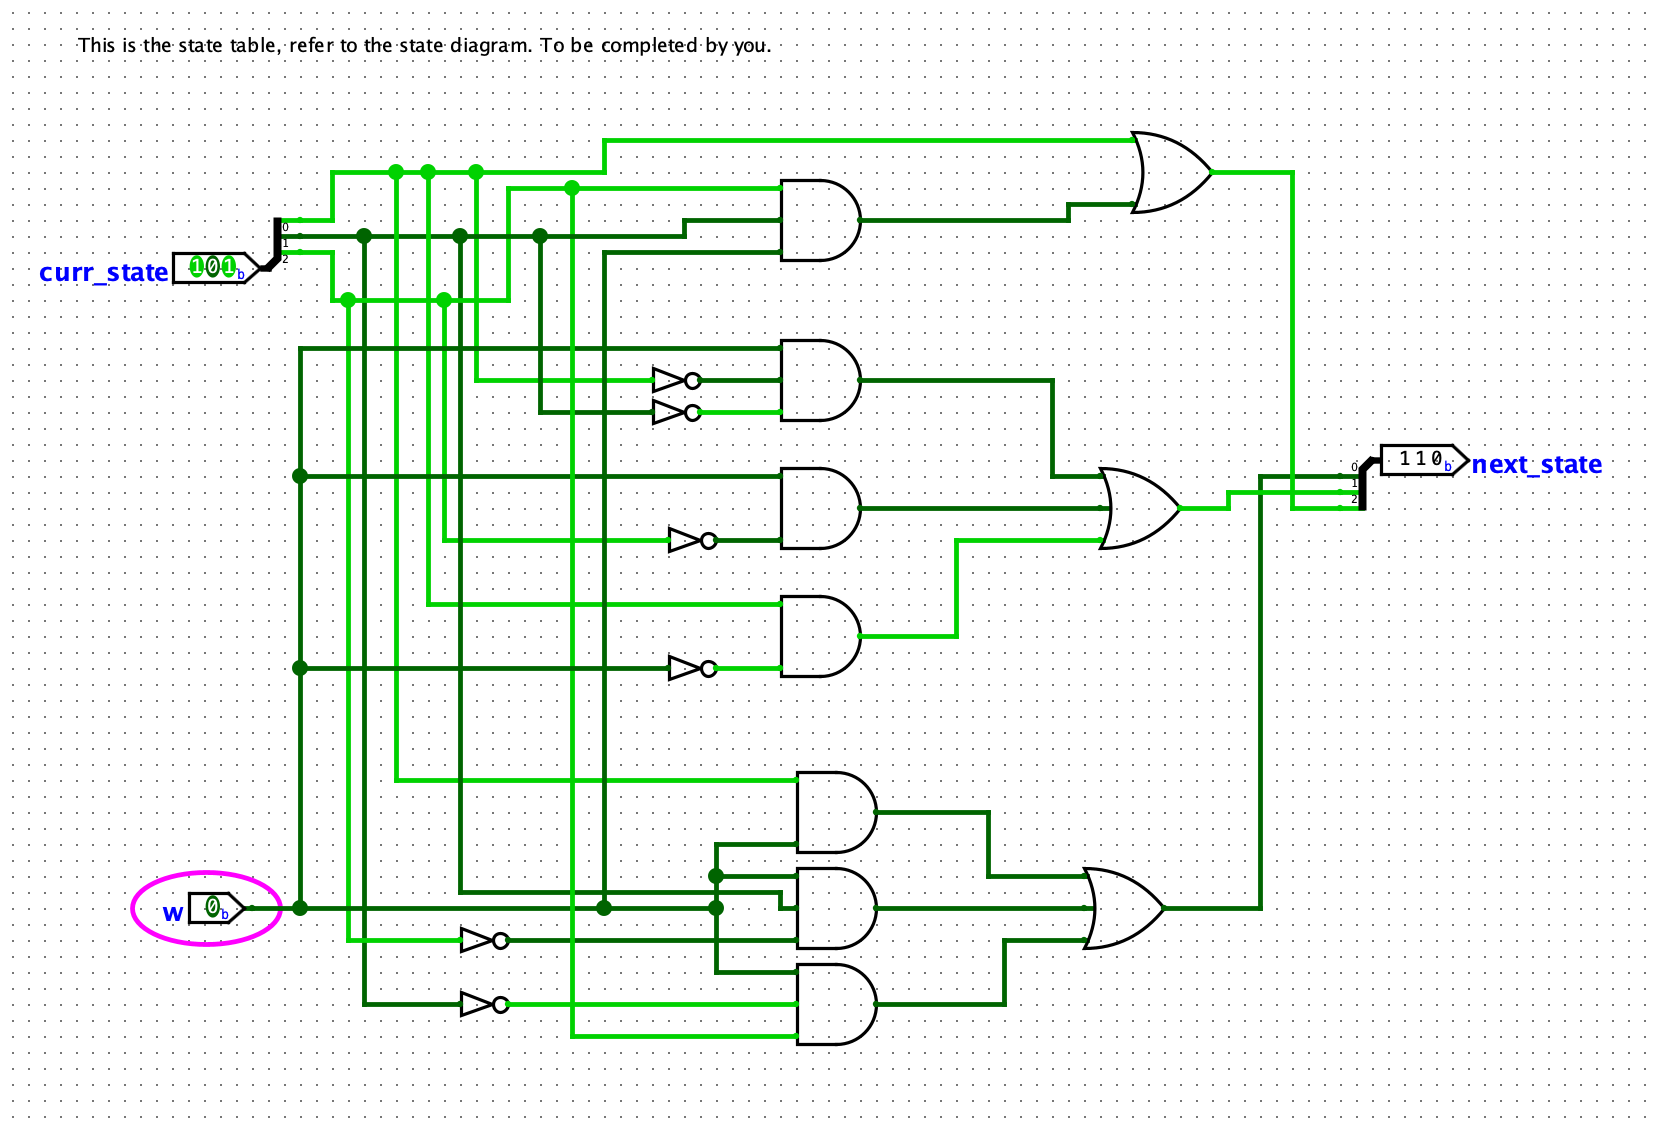 This is the state table, refer to the state diagram. To be completed by you.
0
1
2
curr_state
101b
0
1
2
110b
next_state
w
0b